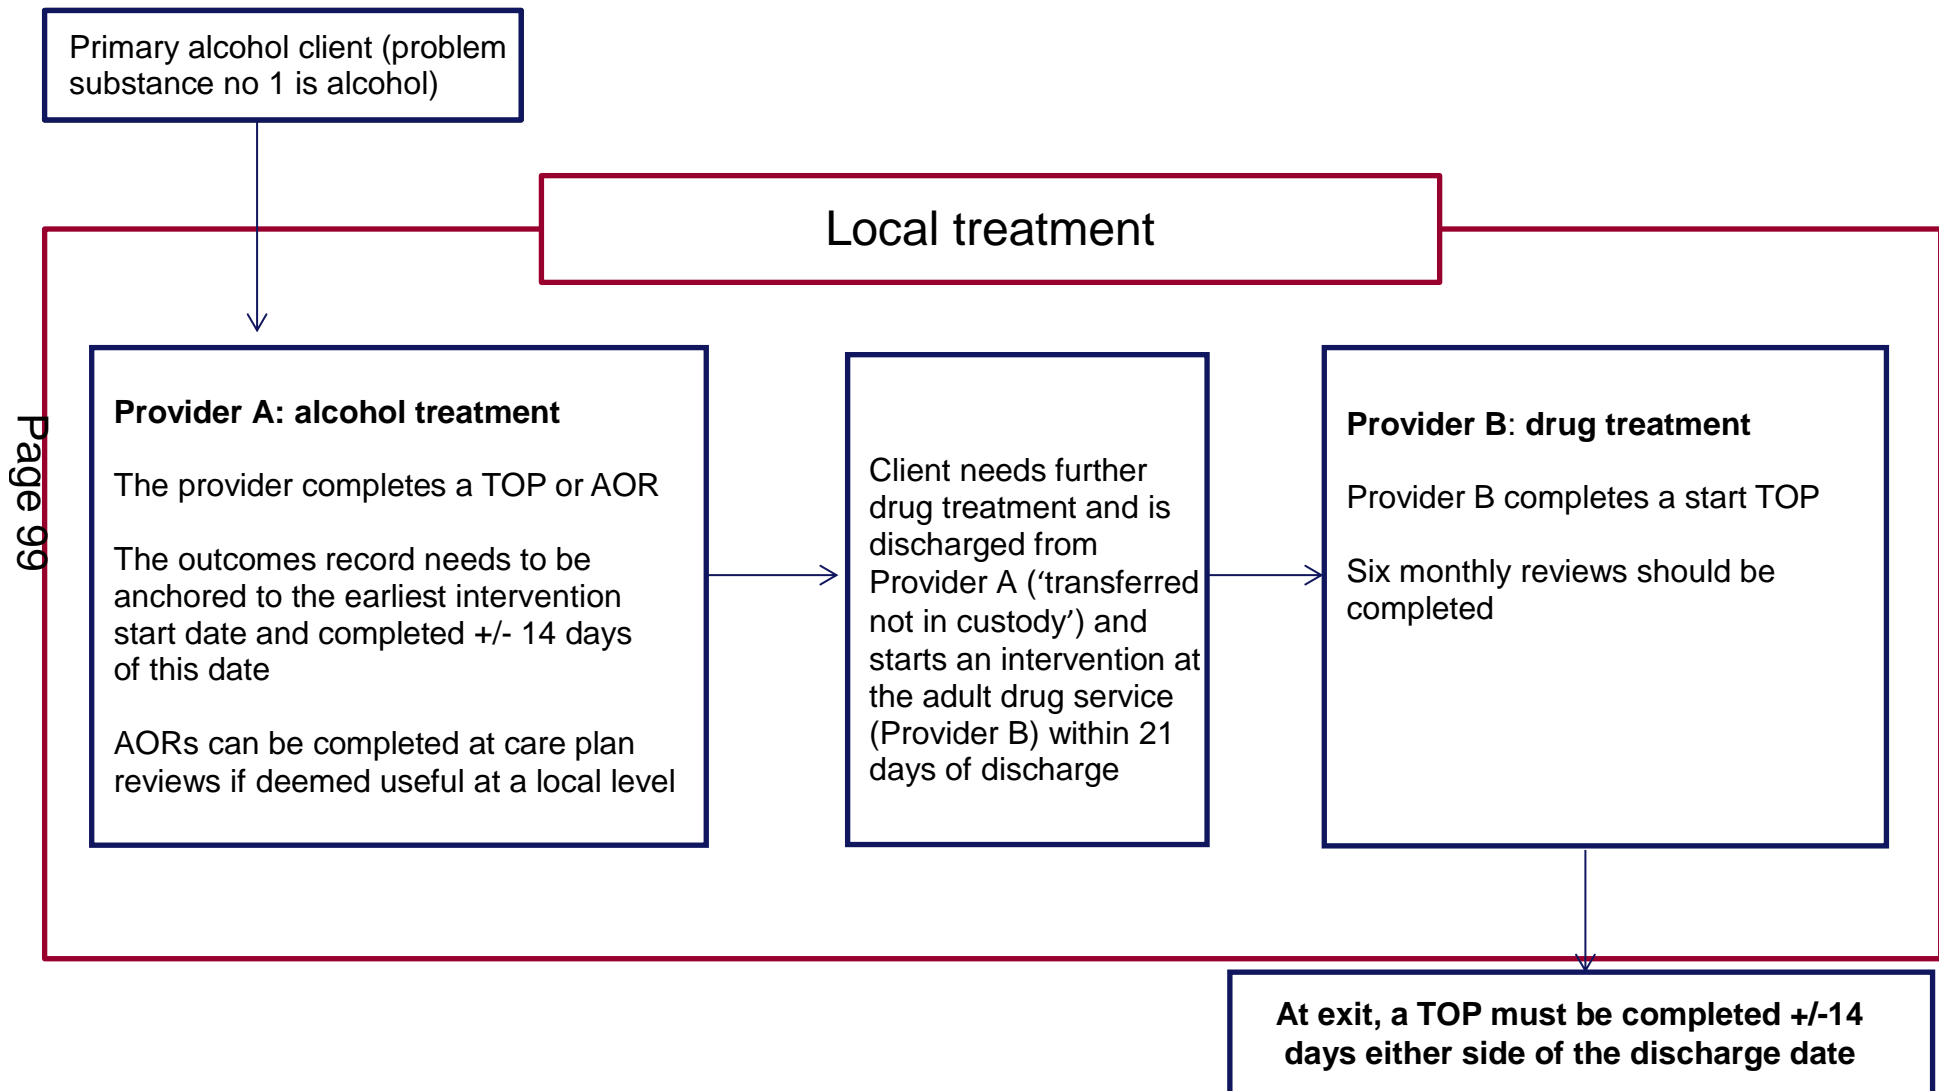 Primary alcohol client (problem
substance no 1 is alcohol)
Local treatment
Page 99
Provider A: alcohol treatment
The provider completes a TOP or AOR
The outcomes record needs to be
anchored to the earliest intervention
start date and completed +/- 14 days
of this date
AORs can be completed at care plan
reviews if deemed useful at a local level
Client needs further
drug treatment and is
discharged from
Provider A (‘transferred
not in custody’) and
starts an intervention at
the adult drug service
(Provider B) within 21
days of discharge
Provider B: drug treatment
Provider B completes a start TOP
Six monthly reviews should be
completed
At exit, a TOP must be completed +/-14
days either side of the discharge date